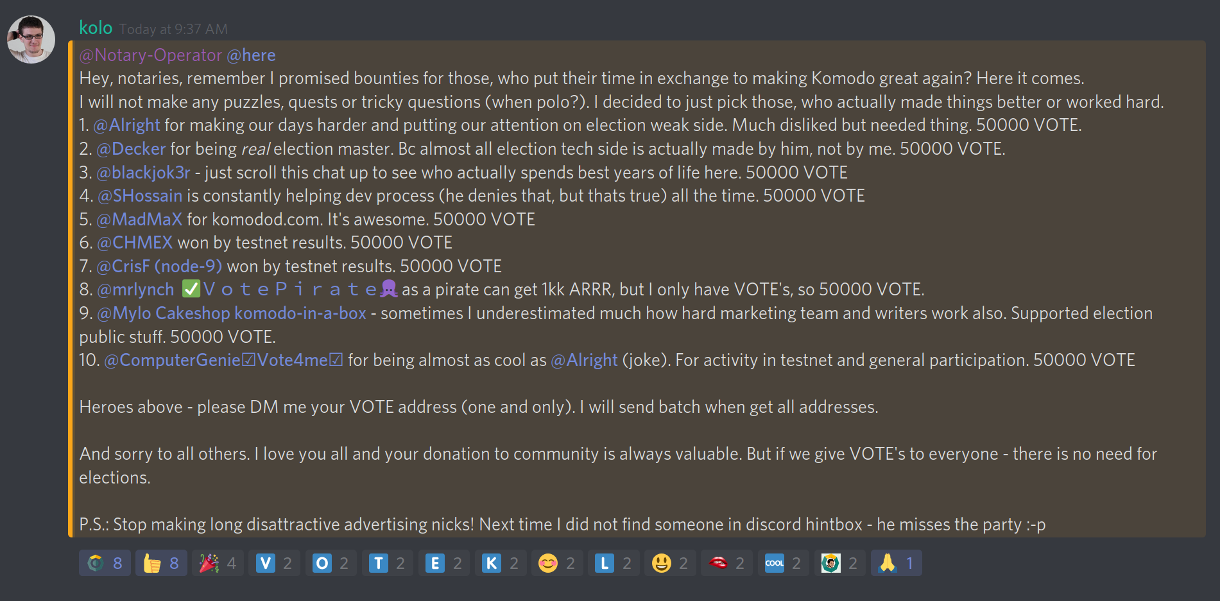 kolo Today at 9:37 AM
@Notary-Operator @here
Hey, notaries, remember I promised bounties for those, who put their time in exchange to making Komodo great again? Here it comes.
I will not make any puzzles, quests or tricky questions (when polo?). I decided to just pick those, who actually made things better or worked hard.
1. @Alright for making our days harder and putting our attention on election weak side. Much disliked but needed thing. 50000 VOTE.
2. @Decker for being real election master. Bc almost all election tech side is actually made by him, not by me. 50000 VOTE.
3. @blackjok3r - just scroll this chat up to see who actually spends best years of life here. 50000 VOTE
4. @SHossain is constantly helping dev process (he denies that, but thats true) all the time. 50000 VOTE
5. @MadMaX for komodod.com. It's awesome. 50000 VOTE
6. @CHMEX won by testnet results. 50000 VOTE
7. @CrisF (node-9) won by testnet results. 50000 VOTE
8. @mrlynch ✅ＶｏｔｅＰｉｒａｔｅ🐙 as a pirate can get 1kk ARRR, but I only have VOTE's, so 50000 VOTE.
9. @Mylo Cakeshop komodo-in-a-box - sometimes I underestimated much how hard marketing team and writers work also. Supported election
public stuff. 50000 VOTE.
10. @ComputerGenie☑Vote4me☑ for being almost as cool as @Alright (joke). For activity in testnet and general participation. 50000 VOTE
Heroes above - please DM me your VOTE address (one and only). I will send batch when get all addresses.
And sorry to all others. I love you all and your donation to community is always valuable. But if we give VOTE's to everyone - there is no need for
elections.
P.S.: Stop making long disattractive advertising nicks! Next time I did not find someone in discord hintbox - he misses the party :-p
8 8 4 V 2 O 2 T 2 E 2 K 2 2 L 2 2 2 COOL 2 2 1